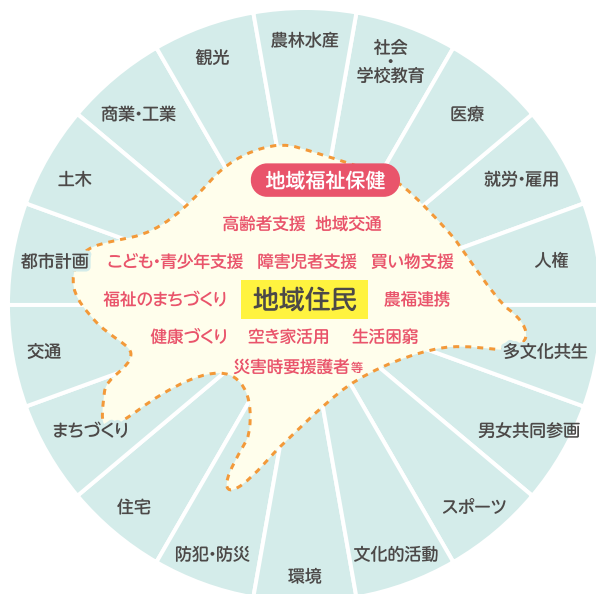 農林水産
社会
・
学校教育
医療
就労・雇用
人権
多文化共生
男女共同参画
スポーツ
文化的活動
環境
防犯・防災
住宅
まちづくり
交通
都市計画
土木
商業・工業
観光
地域福祉保健
高齢者支援 地域交通
こども・青少年支援 障害児者支援 買い物支援
福祉のまちづくり 地域住民 農福連携
健康づくり 空き家活用 生活困窮
災害時要援護者等